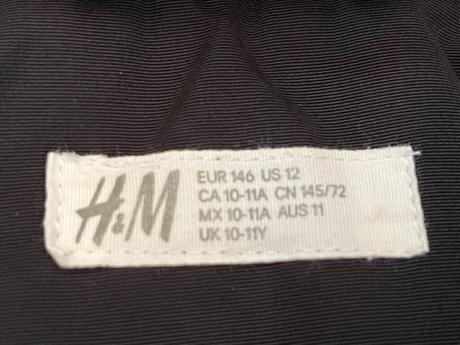 H&M
EUR 146 US 12
CA 10-11A CN 145/72
MX 10-11A AUS 11
UK 10-11Y